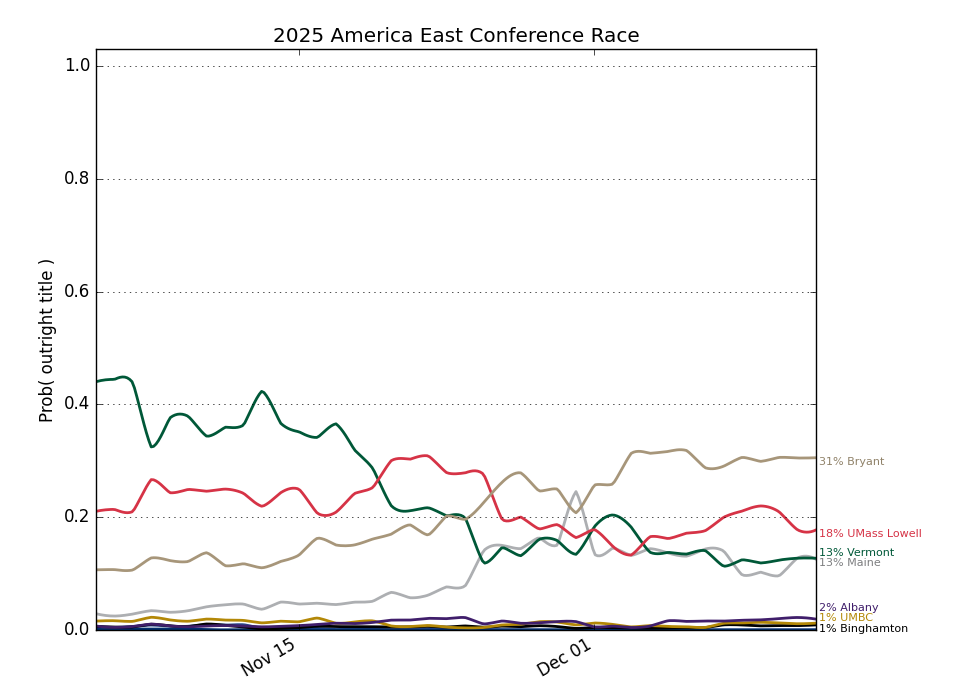 2025 America East Conference Race
Prob( outright title )
1.0
0.8
0.6
0.4
0.2
0.0
Nov 15
Dec 01
31% Bryant
18% UMass Lowell
13% Vermont
13% Maine
2% Albany
1% UMBC
1% Binghamton